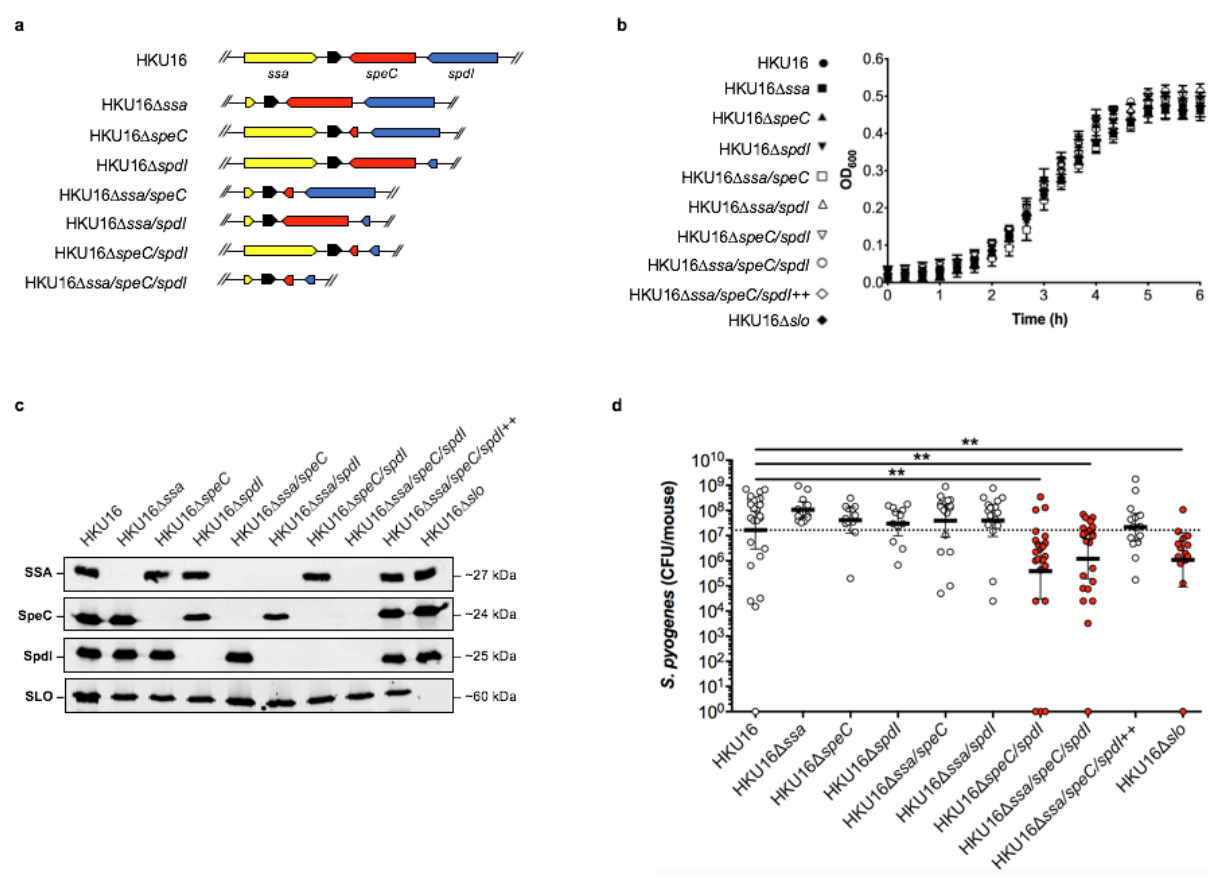 a
HKU16
ssa speC spdI
HKU16Δssa
HKU16ΔspeC
HKU16ΔspdI
HKU16Δssa/speC
HKU16Δssa/spdI
HKU16ΔspeC/spdI
HKU16Δssa/speC/spdI
b
HKU16
HKU16Δssa
HKU16ΔspeC
HKU16ΔspdI
HKU16Δssa/speC
HKU16Δssa/spdI
HKU16ΔspeC/spdI
HKU16Δssa/speC/spdI
HKU16Δssa/speC/spdI++
HKU16Δslo
OD600
0.6
0.5
0.4
0.3
0.2
0.1
0.0
0 1 2 3 4 5 6
Time (h)
c
HKU16
HKU16Δssa
HKU16ΔspeC
HKU16ΔspdI
HKU16Δssa/speC
HKU16Δssa/spdI
HKU16ΔspeC/spdI
HKU16Δssa/speC/spdI
HKU16Δssa/speC/spdI++
HKU16Δslo
SSA ~27 kDa
SpeC ~24 kDa
SpdI ~25 kDa
SLO ~60 kDa
d
**
**
**
S. pyogenes (CFU/mouse)
10^10
10^9
10^8
10^7
10^6
10^5
10^4
10^3
10^2
10^1
10^0
HKU16
HKU16Δssa
HKU16ΔspeC
HKU16ΔspdI
HKU16Δssa/speC
HKU16Δssa/spdI
HKU16ΔspeC/spdI
HKU16Δssa/speC/spdI
HKU16Δssa/speC/spdI++
HKU16Δslo